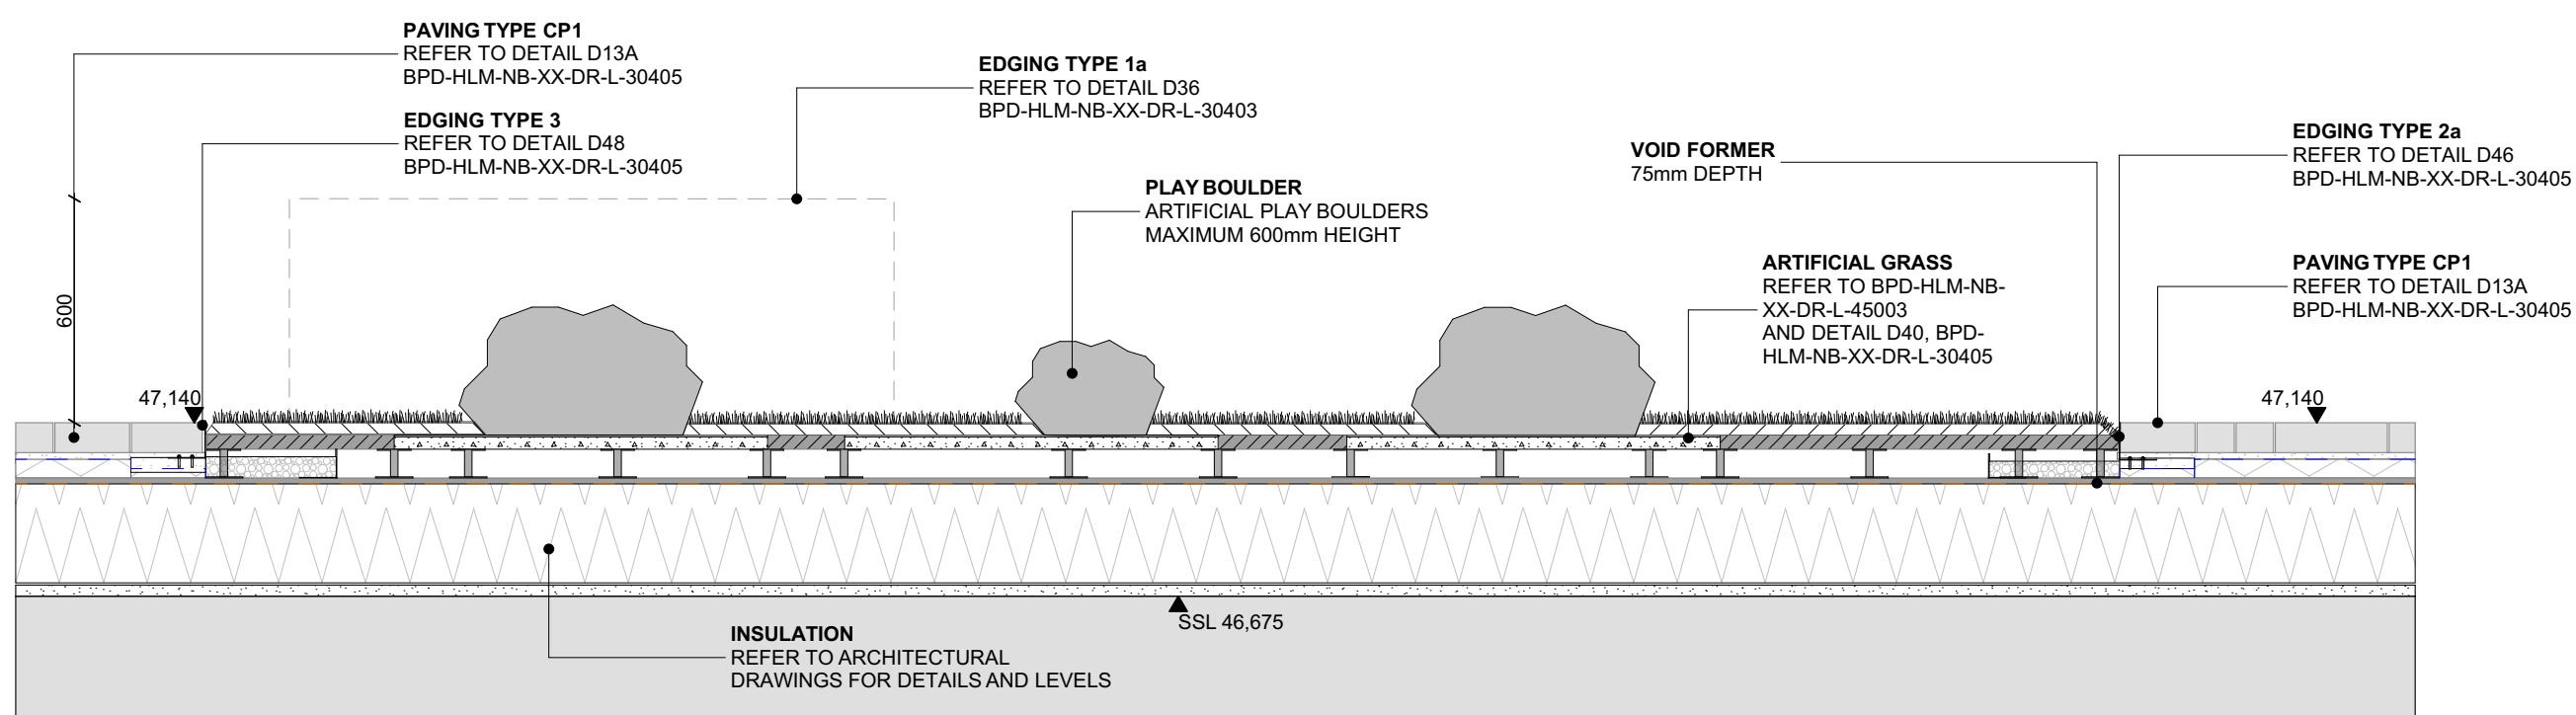 PAVING TYPE CP1
REFER TO DETAIL D13A
BPD-HLM-NB-XX-DR-L-30405
EDGING TYPE 3
REFER TO DETAIL D48
BPD-HLM-NB-XX-DR-L-30405
EDGING TYPE 1a
REFER TO DETAIL D36
BPD-HLM-NB-XX-DR-L-30403
PLAY BOULDER
ARTIFICIAL PLAY BOULDERS
MAXIMUM 600mm HEIGHT
VOID FORMER
75mm DEPTH
ARTIFICIAL GRASS
REFER TO BPD-HLM-NB-
XX-DR-L-45003
AND DETAIL D40, BPD-
HLM-NB-XX-DR-L-30405
EDGING TYPE 2a
REFER TO DETAIL D46
BPD-HLM-NB-XX-DR-L-30405
PAVING TYPE CP1
REFER TO DETAIL D13A
BPD-HLM-NB-XX-DR-L-30405
600
47,140
47,140
SSL 46,675
INSULATION
REFER TO ARCHITECTURAL
DRAWINGS FOR DETAILS AND LEVELS